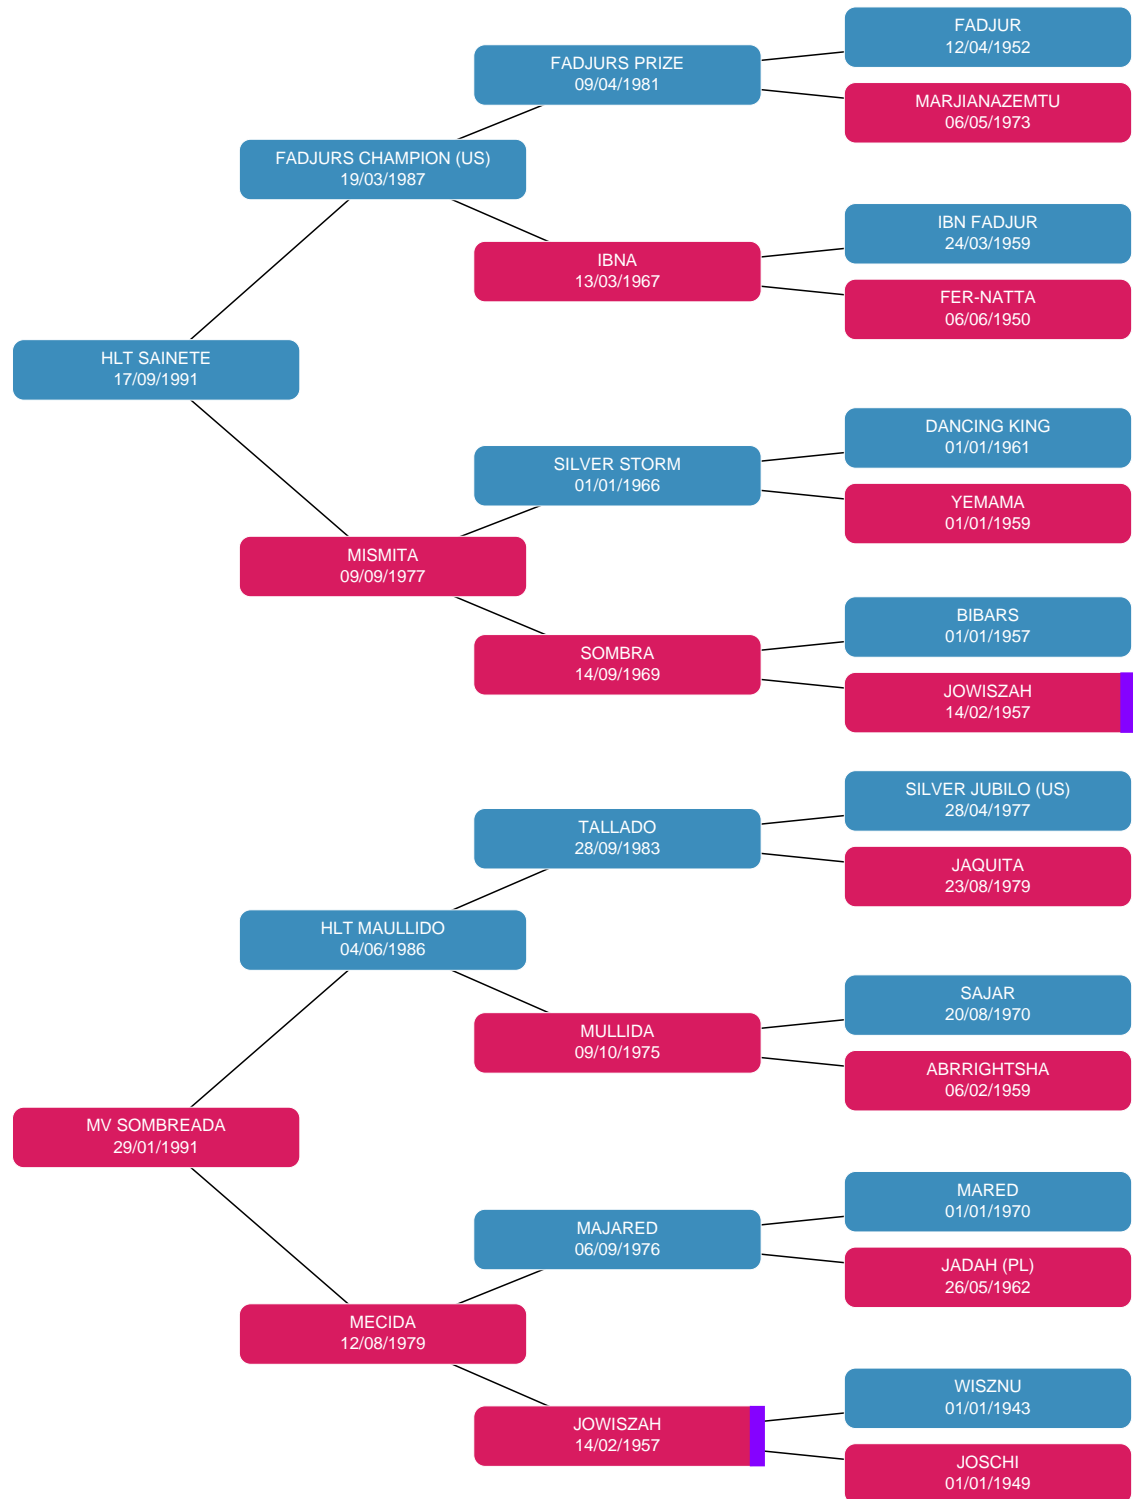 FADJUR
12/04/1952
FADJURS PRIZE
09/04/1981
MARJIANAZEMTU
06/05/1973
FADJURS CHAMPION (US)
19/03/1987
IBN FADJUR
24/03/1959
IBNA
13/03/1967
FER-NATTA
06/06/1950
HLT SAINETE
17/09/1991
DANCING KING
01/01/1961
SILVER STORM
01/01/1966
YEMAMA
01/01/1959
MISMITA
09/09/1977
BIBARS
01/01/1957
SOMBRA
14/09/1969
JOWISZAH
14/02/1957
SILVER JUBILO (US)
28/04/1977
TALLADO
28/09/1983
JAQUITA
23/08/1979
HLT MAULLIDO
04/06/1986
SAJAR
20/08/1970
MULLIDA
09/10/1975
ABRRIGHTSHA
06/02/1959
MV SOMBREADA
29/01/1991
MARED
01/01/1970
MAJARED
06/09/1976
JADAH (PL)
26/05/1962
MECIDA
12/08/1979
WISZNU
01/01/1943
JOWISZAH
14/02/1957
JOSCHI
01/01/1949